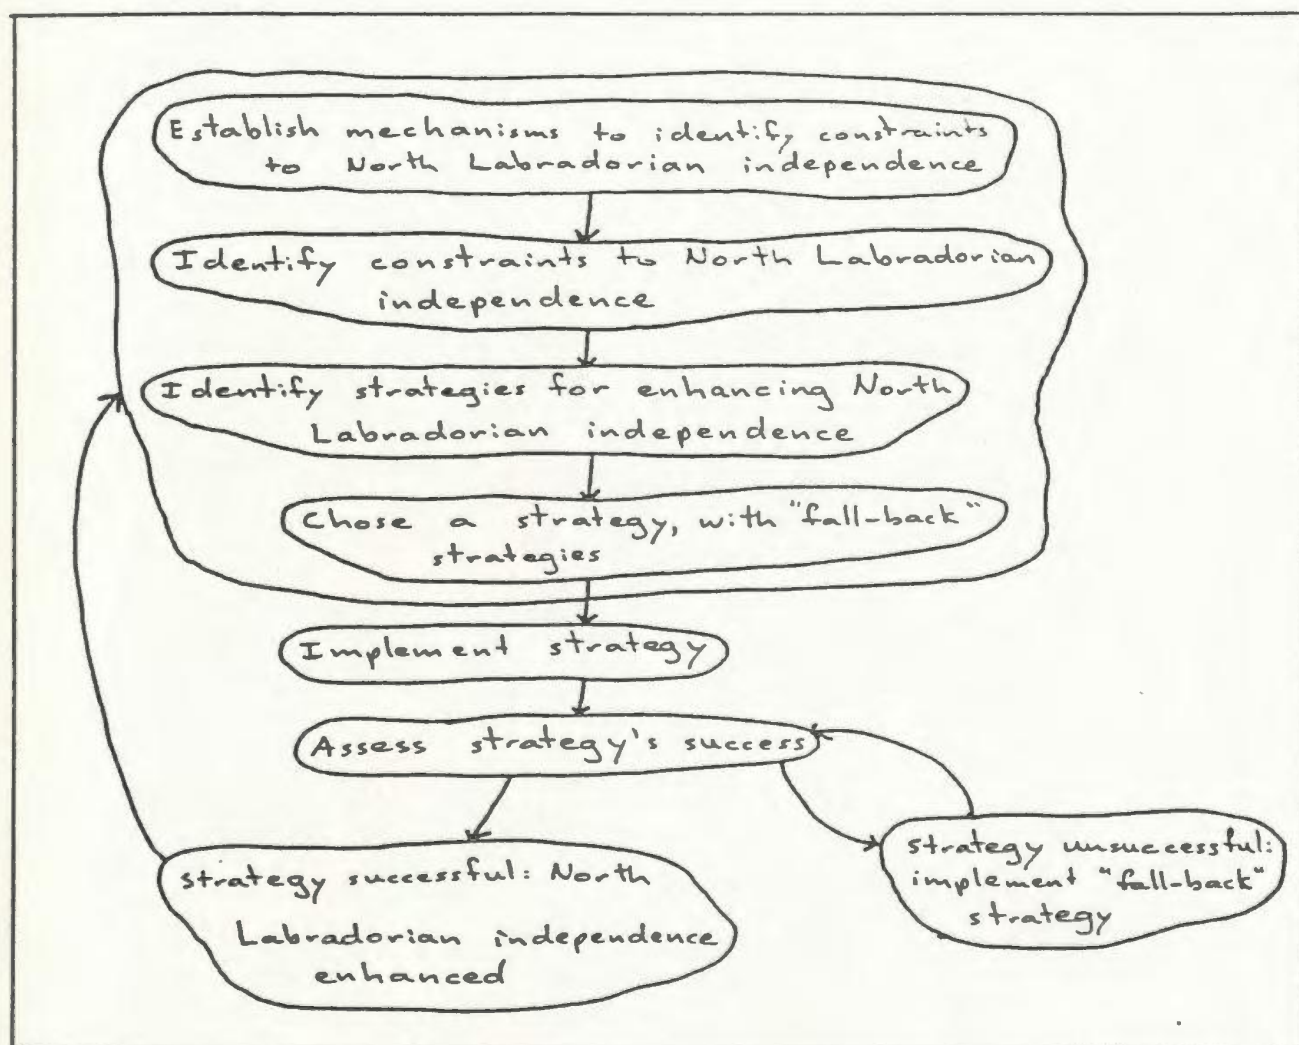 Establish mechanisms to identify constraints
to North Labradorian independence
Identify constraints to North Labradorian
independence
Identify strategies for enhancing North
Labradorian independence
Chose a strategy, with "fall-back"
strategies
Implement strategy
Assess strategy's success
strategy successful: North
Labradorian independence
enhanced
strategy unsuccessful:
implement "fall-back"
strategy